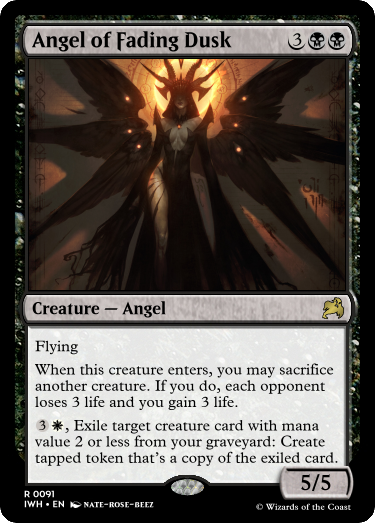 Angel of Fading Dusk 3
Creature — Angel
Flying
When this creature enters, you may sacrifice
another creature. If you do, each opponent
loses 3 life and you gain 3 life.
3 , Exile target creature card with mana
value 2 or less from your graveyard: Create
tapped token that's a copy of the exiled card.
5/5
R 0091
IWH • EN NATE-ROSE-BEEZ
© Wizards of the Coast